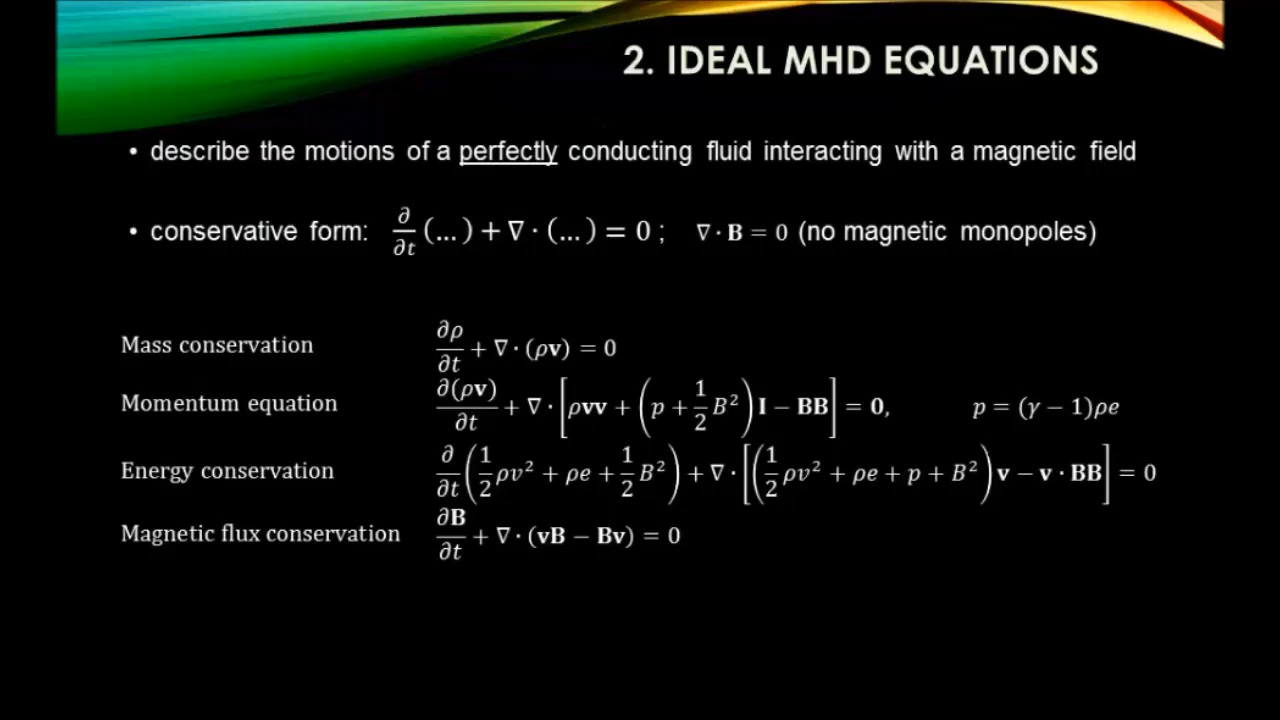 2. IDEAL MHD EQUATIONS
• describe the motions of a perfectly conducting fluid interacting with a magnetic field
• conservative form: ∂/∂t (…) + ∇ · (…) = 0 ; ∇ · B = 0 (no magnetic monopoles)
Mass conservation ∂ρ/∂t + ∇ · (ρv) = 0
Momentum equation ∂(ρv)/∂t + ∇ · [ρvv + (p + 1/2 B²) I − BB] = 0, p = (γ − 1)ρe
Energy conservation ∂/∂t (1/2 ρv² + ρe + 1/2 B²) + ∇ · [(1/2 ρv² + ρe + p + B²) v − v · BB] = 0
Magnetic flux conservation ∂B/∂t + ∇ · (vB − Bv) = 0